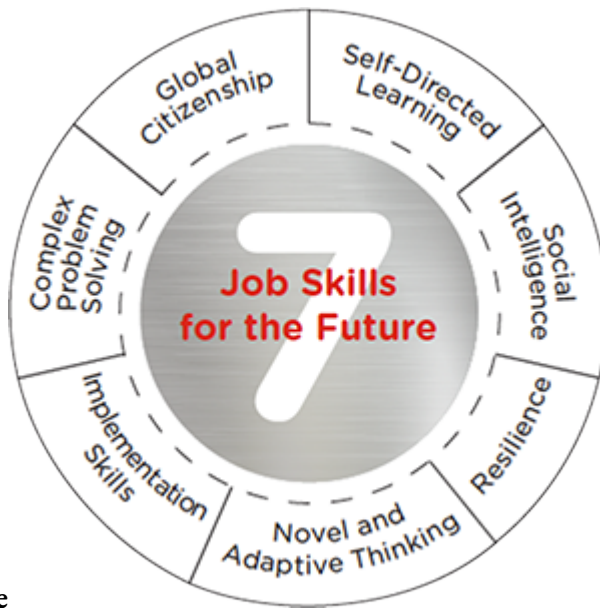 Global
Citizenship
Self-Directed
Learning
Social
Intelligence
Resilience
Novel and
Adaptive Thinking
Implementation
Skills
Complex
Problem
Solving
7
Job Skills
for the Future
e